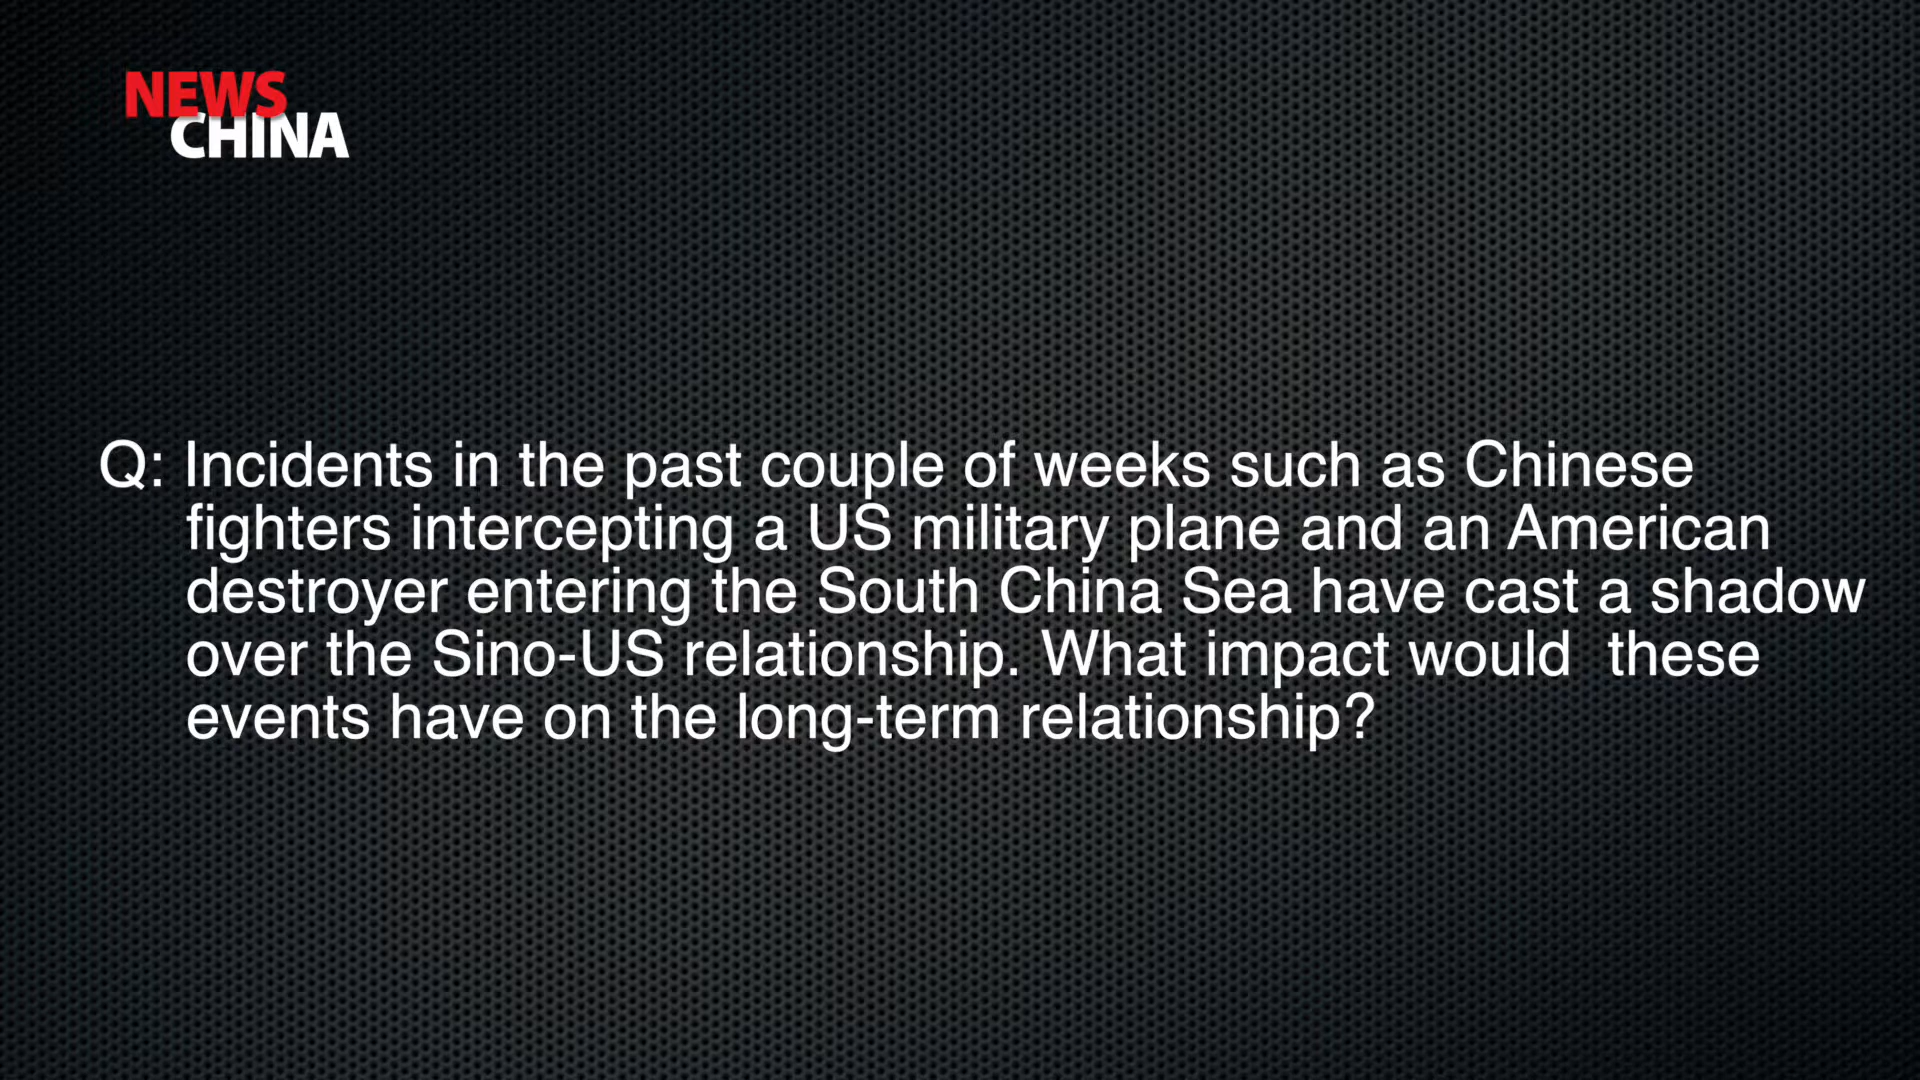 NEWS
CHINA
Q: Incidents in the past couple of weeks such as Chinese
fighters intercepting a US military plane and an American
destroyer entering the South China Sea have cast a shadow
over the Sino-US relationship. What impact would  these
events have on the long-term relationship?